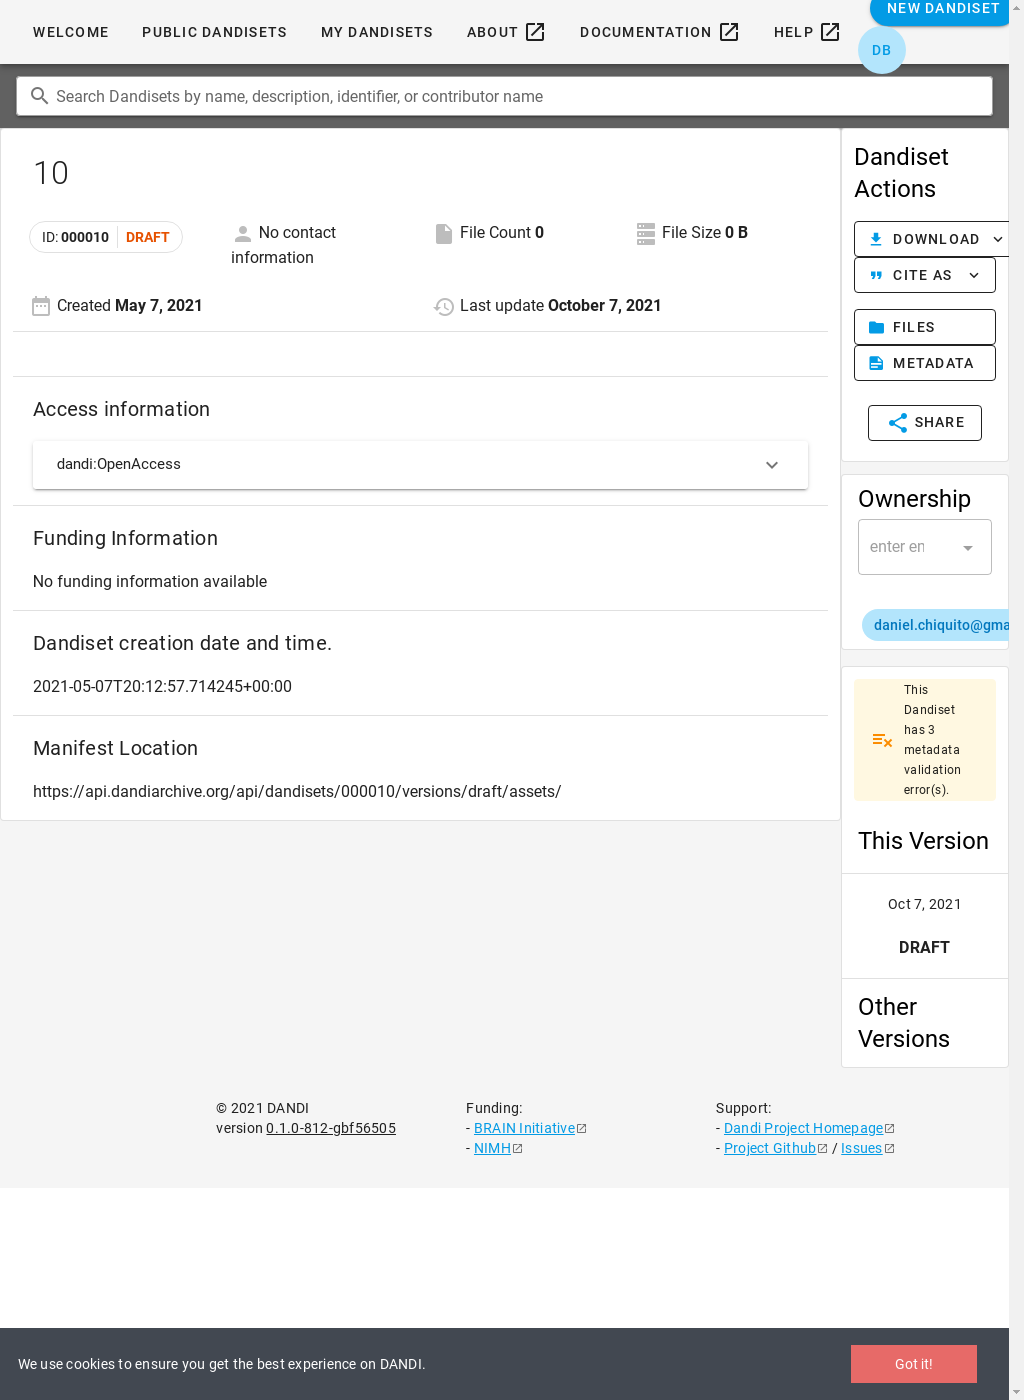 WELCOME PUBLIC DANDISETS MY DANDISETS ABOUT DOCUMENTATION HELP NEW DANDISET
DB
Search Dandisets by name, description, identifier, or contributor name
10
ID: 000010 DRAFT
No contact
information
File Count 0
File Size 0 B
Created May 7, 2021
Last update October 7, 2021
Access information
dandi:OpenAccess
Funding Information
No funding information available
Dandiset creation date and time.
2021-05-07T20:12:57.714245+00:00
Manifest Location
https://api.dandiarchive.org/api/dandisets/000010/versions/draft/assets/
Dandiset
Actions
DOWNLOAD
CITE AS
FILES
METADATA
SHARE
Ownership
enter en
daniel.chiquito@gma
This
Dandiset
has 3
metadata
validation
error(s).
This Version
Oct 7, 2021
DRAFT
Other
Versions
© 2021 DANDI
version 0.1.0-812-gbf56505
Funding:
- BRAIN Initiative
- NIMH
Support:
- Dandi Project Homepage
- Project Github / Issues
We use cookies to ensure you get the best experience on DANDI.
Got it!